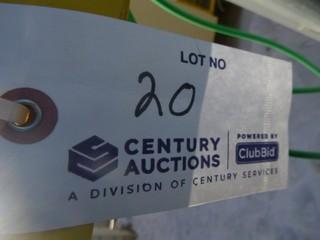 LOT NO
20
CENTURY AUCTIONS
POWERED BY
ClubBid
A DIVISION OF CENTURY SERVICES